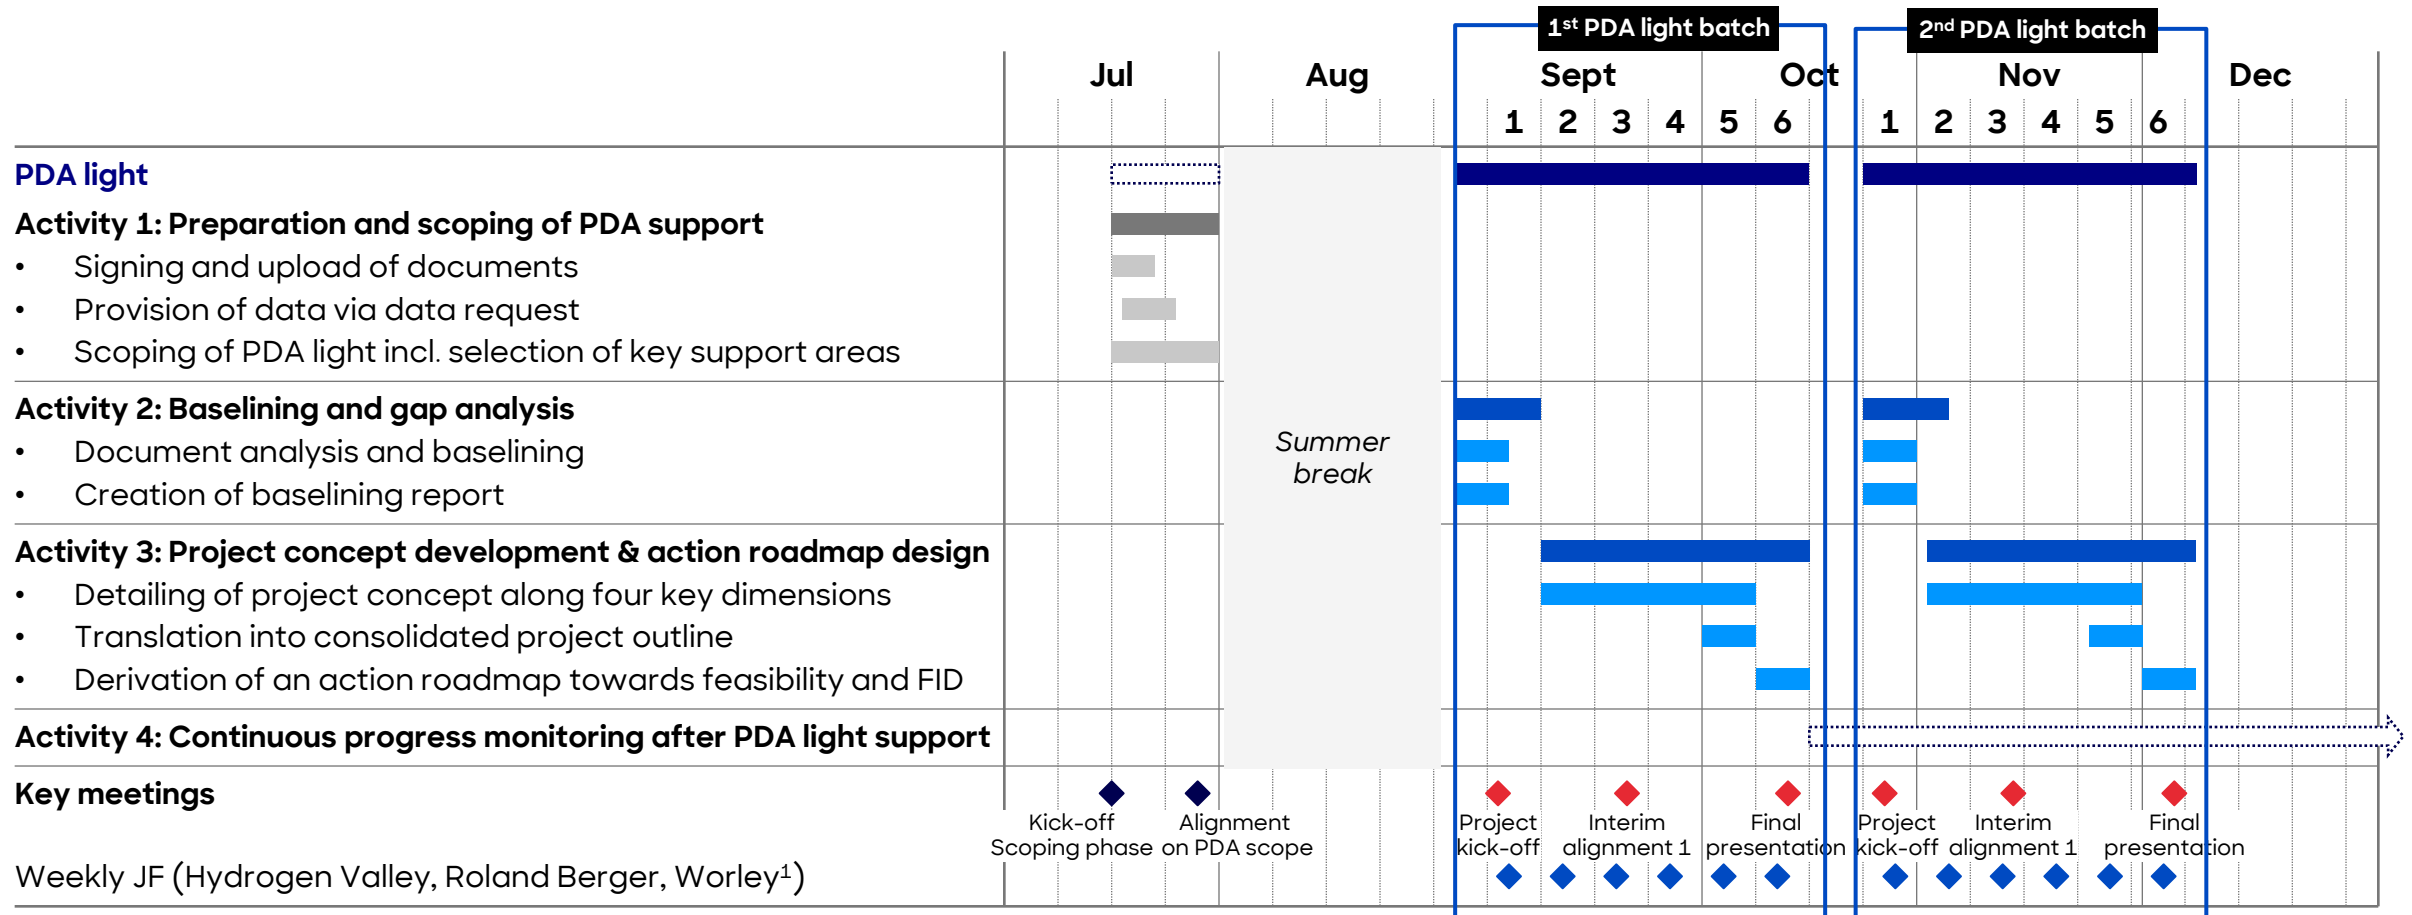 1st PDA light batch
2nd PDA light batch
Jul
Aug
Sept
Oct
Nov
Dec
1 2 3 4 5 6
1 2 3 4 5 6
PDA light
Activity 1: Preparation and scoping of PDA support
• Signing and upload of documents
• Provision of data via data request
• Scoping of PDA light incl. selection of key support areas
Activity 2: Baselining and gap analysis
• Document analysis and baselining
• Creation of baselining report
Summer
break
Activity 3: Project concept development & action roadmap design
• Detailing of project concept along four key dimensions
• Translation into consolidated project outline
• Derivation of an action roadmap towards feasibility and FID
Activity 4: Continuous progress monitoring after PDA light support
Key meetings
Kick-off
Scoping phase
Alignment
on PDA scope
Project
kick-off
Interim
alignment 1
Final
presentation
Project
kick-off
Interim
alignment 1
Final
presentation
Weekly JF (Hydrogen Valley, Roland Berger, Worley¹)